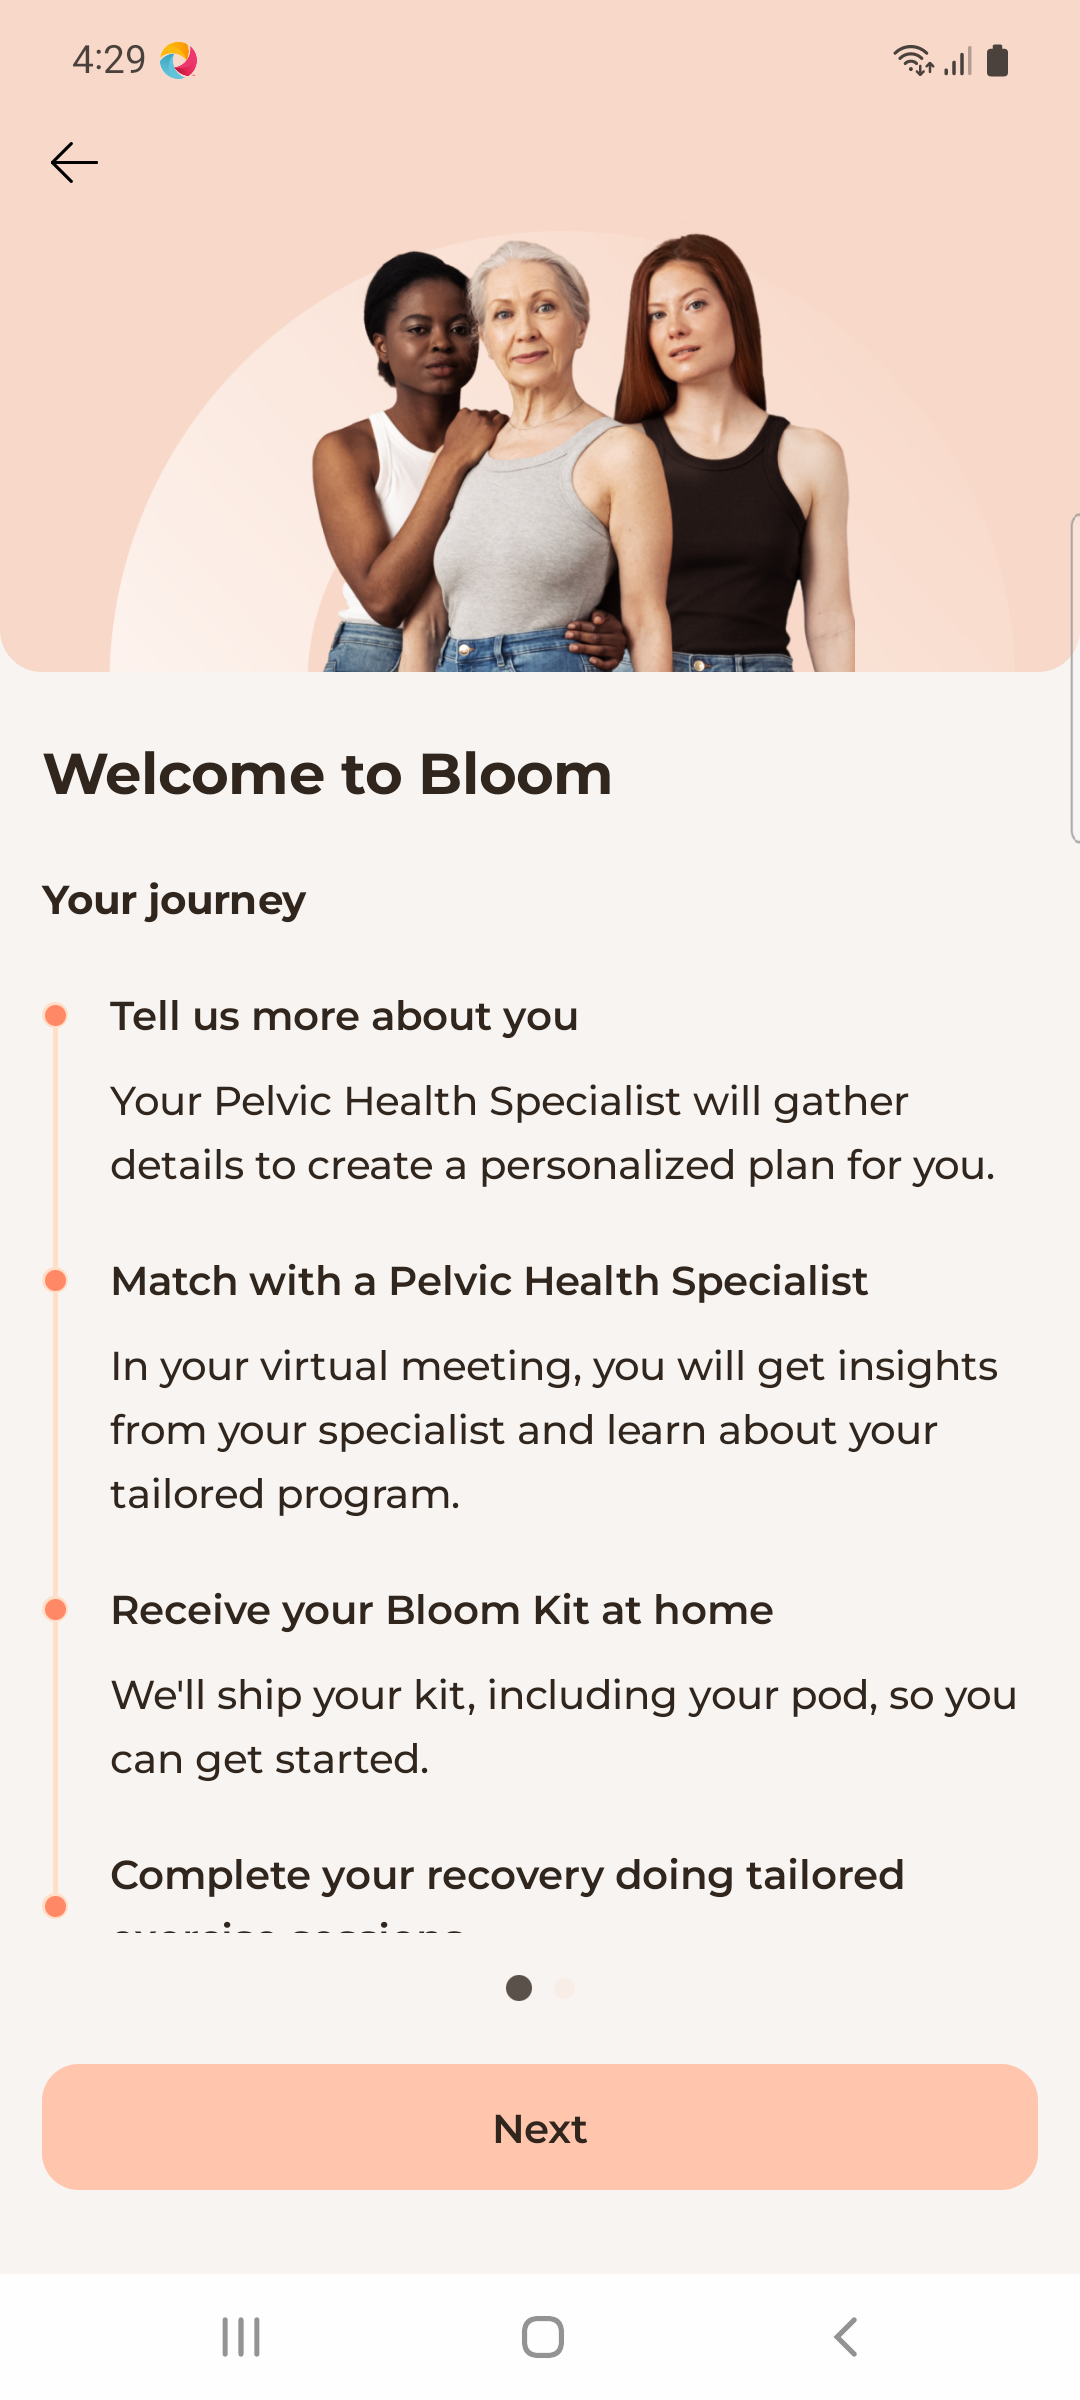 4:29
Welcome to Bloom
Your journey
Tell us more about you
Your Pelvic Health Specialist will gather
details to create a personalized plan for you.
Match with a Pelvic Health Specialist
In your virtual meeting, you will get insights
from your specialist and learn about your
tailored program.
Receive your Bloom Kit at home
We'll ship your kit, including your pod, so you
can get started.
Complete your recovery doing tailored
exercise sessions
Next